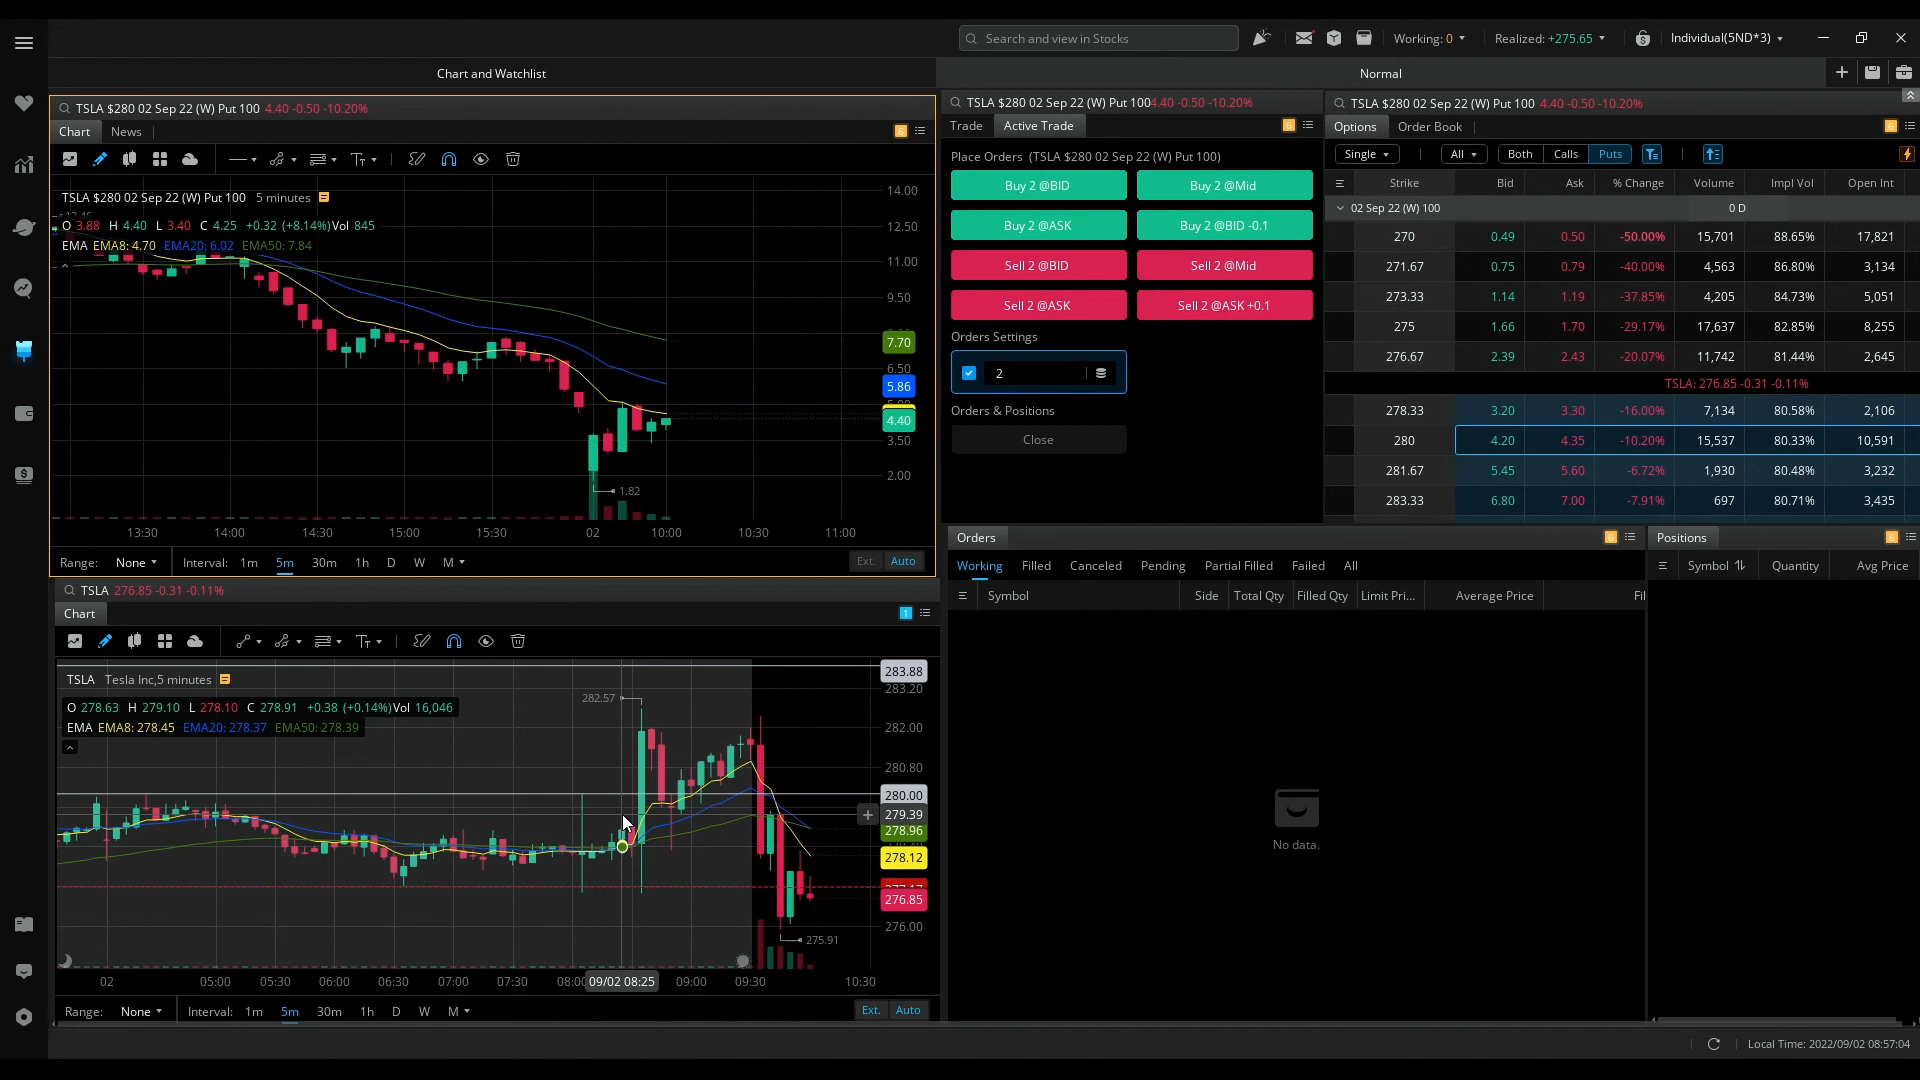 Search and view in Stocks
Working: 0
Realized: +275.65
Individual(5ND*3)
Chart and Watchlist
Normal
TSLA $280 02 Sep 22 (W) Put 100 4.40 -0.50 -10.20%
Chart News
TSLA $280 02 Sep 22 (W) Put 100 5 minutes
O 3.88 H 4.40 L 3.40 C 4.25 +0.32 (+8.14%)Vol 845
EMA EMA8: 4.70 EMA20: 6.02 EMA50: 7.84
14.00
12.50
11.00
9.50
7.70
6.50
5.86
4.40
3.50
2.00
1.82
13:30 14:00 14:30 15:00 15:30 02 10:00 10:30 11:00
Range: None Interval: 1m 5m 30m 1h D W M Ext. Auto
TSLA 276.85 -0.31 -0.11%
Chart 1
TSLA Tesla Inc,5 minutes
O 278.63 H 279.10 L 278.10 C 278.91 +0.38 (+0.14%)Vol 16,046
EMA EMA8: 278.45 EMA20: 278.37 EMA50: 278.39
282.57
283.88
283.20
282.00
280.80
280.00
279.39
278.96
278.12
276.85
276.00
275.91
02 05:00 05:30 06:00 06:30 07:00 07:30 08:00 09/02 08:25 09:00 09:30 10:30
Range: None Interval: 1m 5m 30m 1h D W M Ext. Auto
TSLA $280 02 Sep 22 (W) Put 1004.40 -0.50 -10.20%
Trade Active Trade 6
Place Orders (TSLA $280 02 Sep 22 (W) Put 100)
Buy 2 @BID Buy 2 @Mid
Buy 2 @ASK Buy 2 @BID -0.1
Sell 2 @BID Sell 2 @Mid
Sell 2 @ASK Sell 2 @ASK +0.1
Orders Settings
2
Orders & Positions
Close
TSLA $280 02 Sep 22 (W) Put 100 4.40 -0.50 -10.20%
Options Order Book 6
Single All Both Calls Puts
Strike Bid Ask % Change Volume Impl Vol Open Int
02 Sep 22 (W) 100 0 D
270 0.49 0.50 -50.00% 15,701 88.65% 17,821
271.67 0.75 0.79 -40.00% 4,563 86.80% 3,134
273.33 1.14 1.19 -37.85% 4,205 84.73% 5,051
275 1.66 1.70 -29.17% 17,637 82.85% 8,255
276.67 2.39 2.43 -20.07% 11,742 81.44% 2,645
TSLA: 276.85 -0.31 -0.11%
278.33 3.20 3.30 -16.00% 7,134 80.58% 2,106
280 4.20 4.35 -10.20% 15,537 80.33% 10,591
281.67 5.45 5.60 -6.72% 1,930 80.48% 3,232
283.33 6.80 7.00 -7.91% 697 80.71% 3,435
Orders 6
Working Filled Canceled Pending Partial Filled Failed All
Symbol Side Total Qty Filled Qty Limit Pri... Average Price Fil
No data.
Positions 6
Symbol Quantity Avg Price
Local Time: 2022/09/02 08:57:04